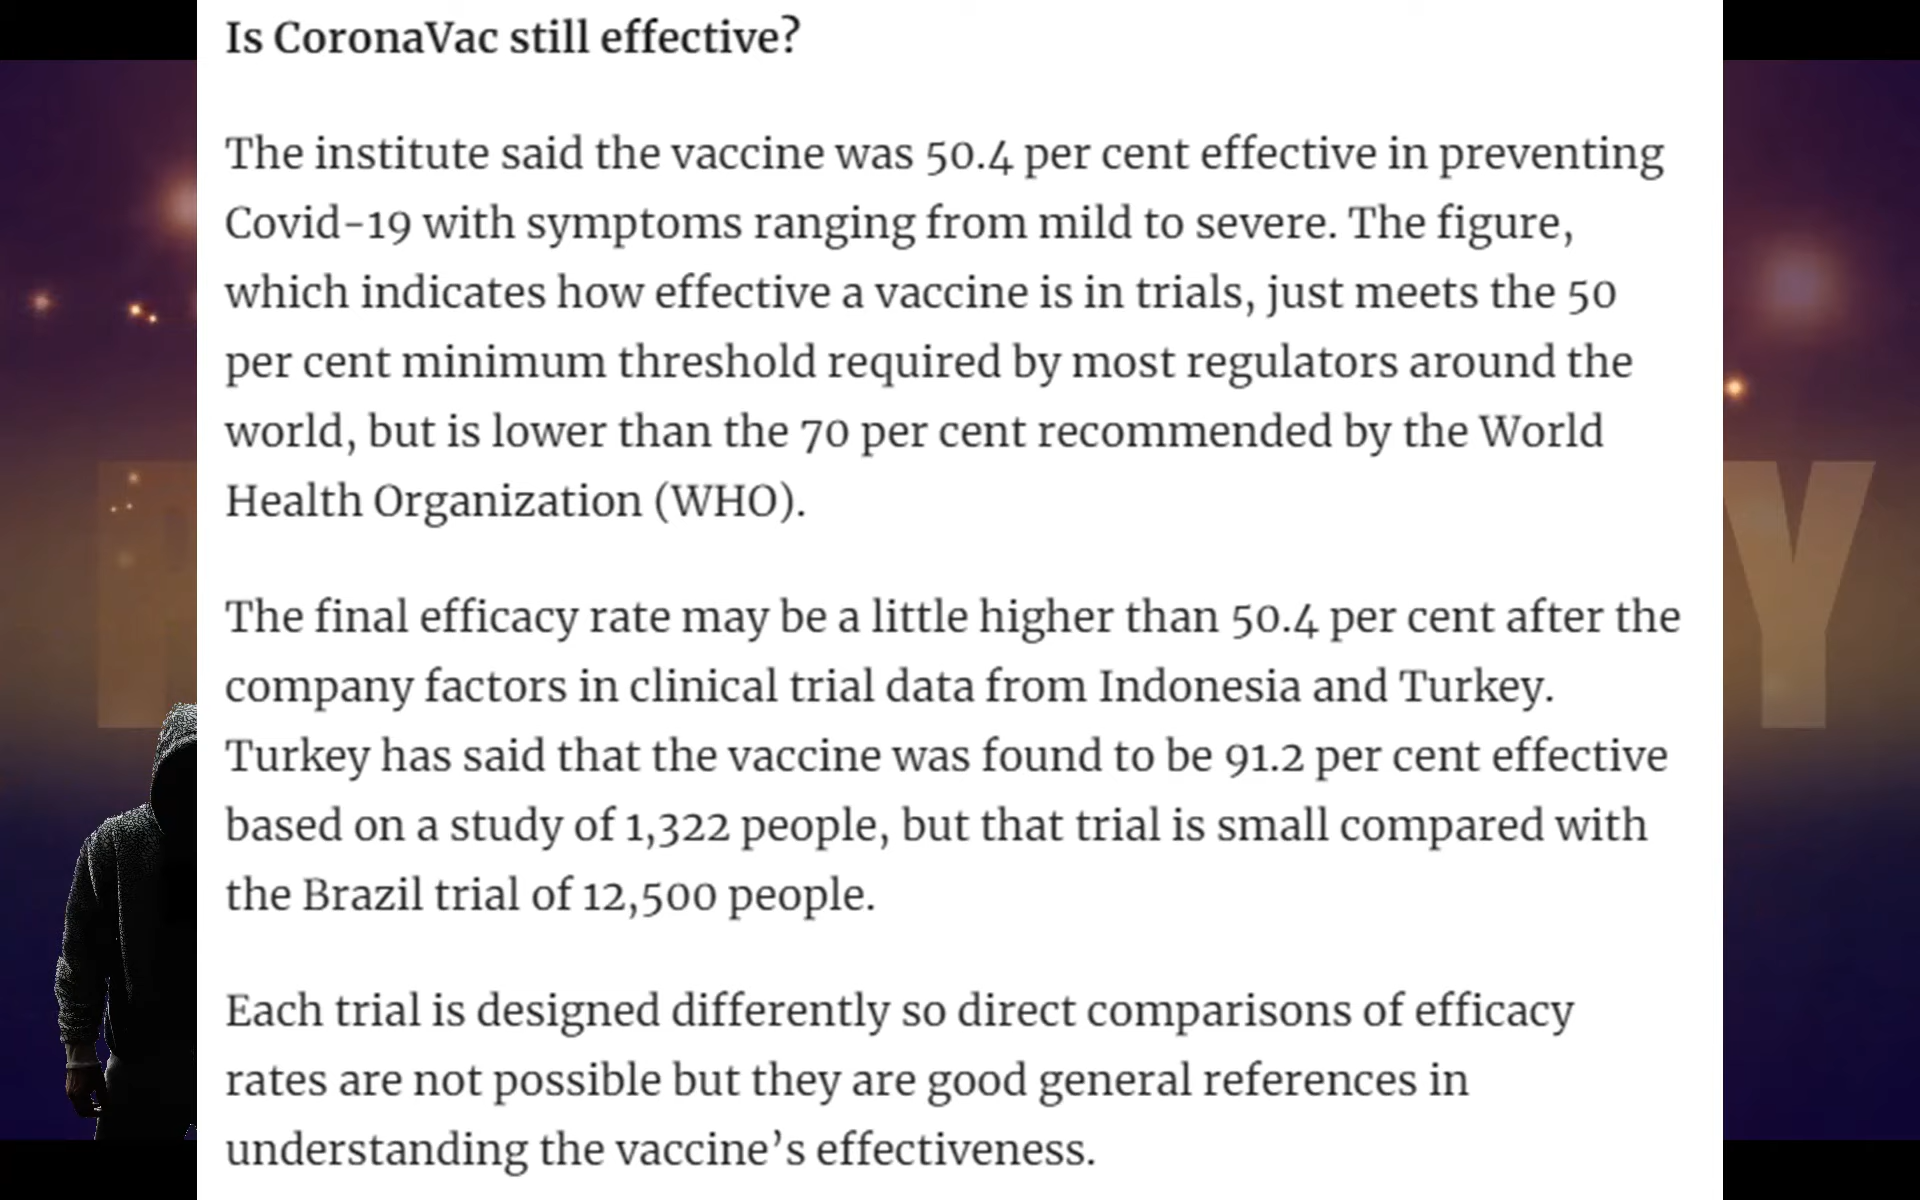 Is CoronaVac still effective?
The institute said the vaccine was 50.4 per cent effective in preventing
Covid-19 with symptoms ranging from mild to severe. The figure,
which indicates how effective a vaccine is in trials, just meets the 50
per cent minimum threshold required by most regulators around the
world, but is lower than the 70 per cent recommended by the World
Health Organization (WHO).
The final efficacy rate may be a little higher than 50.4 per cent after the
company factors in clinical trial data from Indonesia and Turkey.
Turkey has said that the vaccine was found to be 91.2 per cent effective
based on a study of 1,322 people, but that trial is small compared with
the Brazil trial of 12,500 people.
Each trial is designed differently so direct comparisons of efficacy
rates are not possible but they are good general references in
understanding the vaccine’s effectiveness.